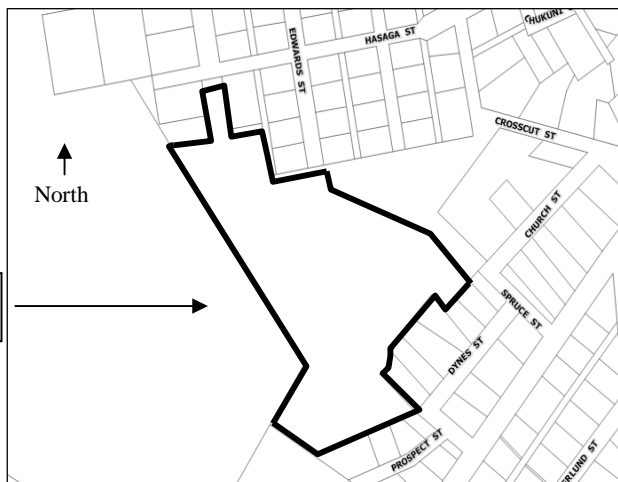 HASAGA ST
EDWARDS ST
CROSSCUT ST
North
CHURCH ST
SPRUCE ST
DYNES ST
PROSPECT ST